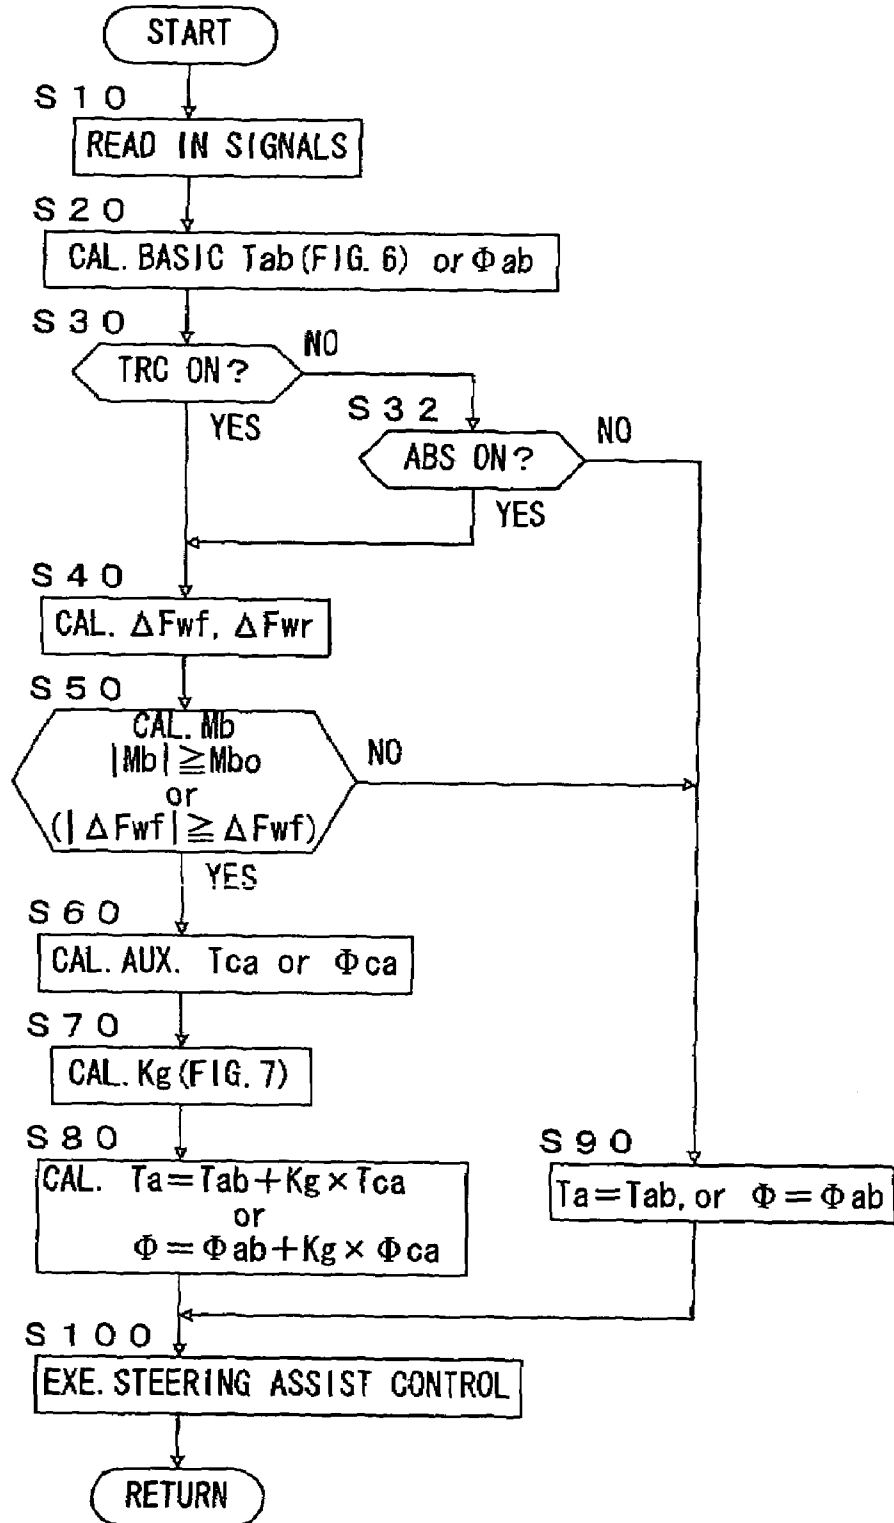 START
S10
READ IN SIGNALS
S20
CAL. BASIC Tab (FIG. 6) or Φab
S30
TRC ON?
NO
YES
S32
ABS ON?
NO
YES
S40
CAL. ΔFwf, ΔFwr
S50
CAL. Mb
|Mb| ≧ Mbo
or
(|ΔFwf| ≧ ΔFwf)
NO
YES
S60
CAL. AUX. Tca or Φca
S70
CAL. Kg (FIG. 7)
S80
CAL. Ta=Tab+Kg×Tca
or
Φ=Φab+Kg×Φca
S90
Ta=Tab, or Φ=Φab
S100
EXE. STEERING ASSIST CONTROL
RETURN